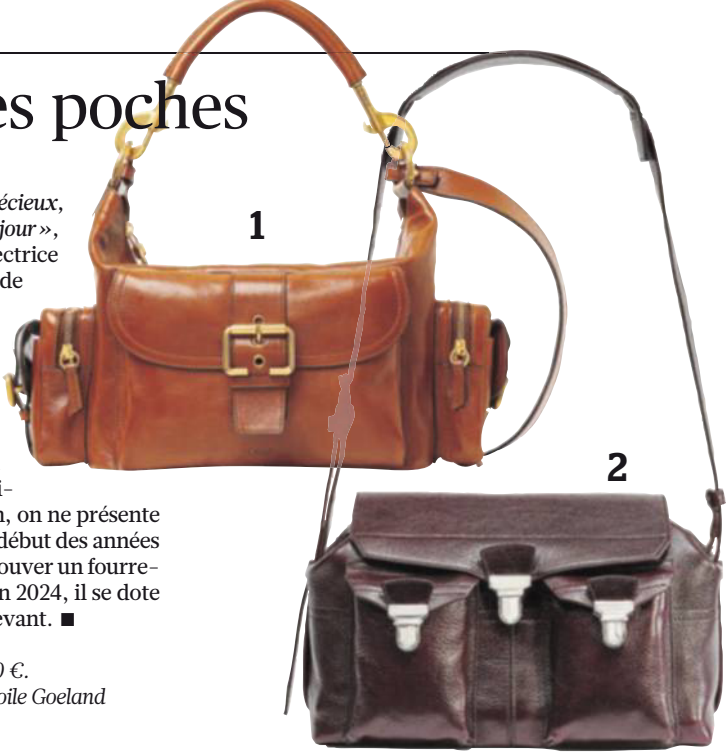 es poches
écieux,
jour»,
ectrice
de
1
2
i-
n, on ne présente
début des années
ouver un fourre-
n 2024, il se dote
evant. ■
0 €.
oile Goeland